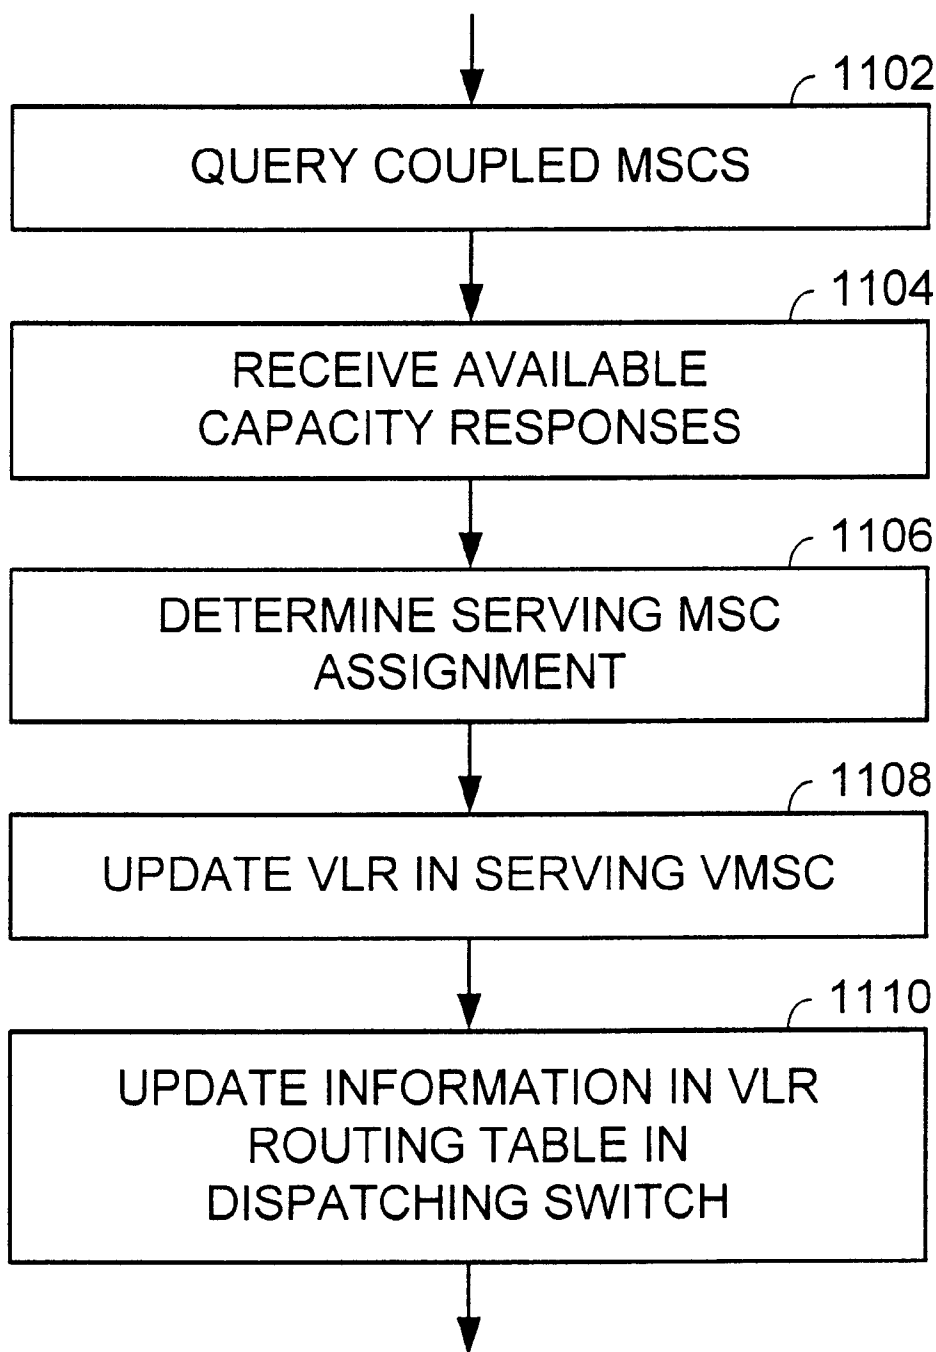 1102
QUERY COUPLED MSCS
1104
RECEIVE AVAILABLE
CAPACITY RESPONSES
1106
DETERMINE SERVING MSC
ASSIGNMENT
1108
UPDATE VLR IN SERVING VMSC
1110
UPDATE INFORMATION IN VLR
ROUTING TABLE IN
DISPATCHING SWITCH